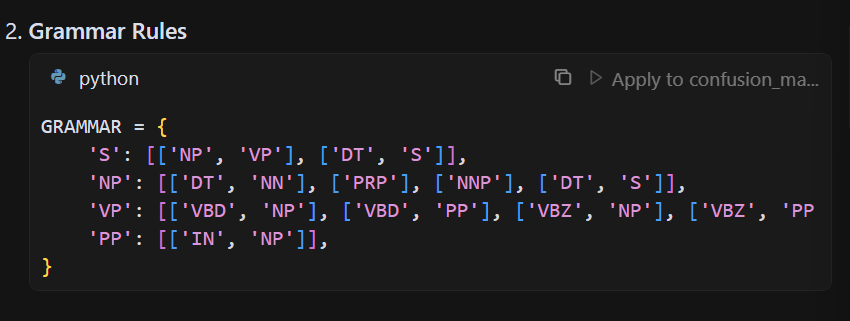 2. Grammar Rules
python
Apply to confusion_ma...
GRAMMAR = {
    'S': [['NP', 'VP'], ['DT', 'S']],
    'NP': [['DT', 'NN'], ['PRP'], ['NNP'], ['DT', 'S']],
    'VP': [['VBD', 'NP'], ['VBD', 'PP'], ['VBZ', 'NP'], ['VBZ', 'PP
    'PP': [['IN', 'NP']],
}